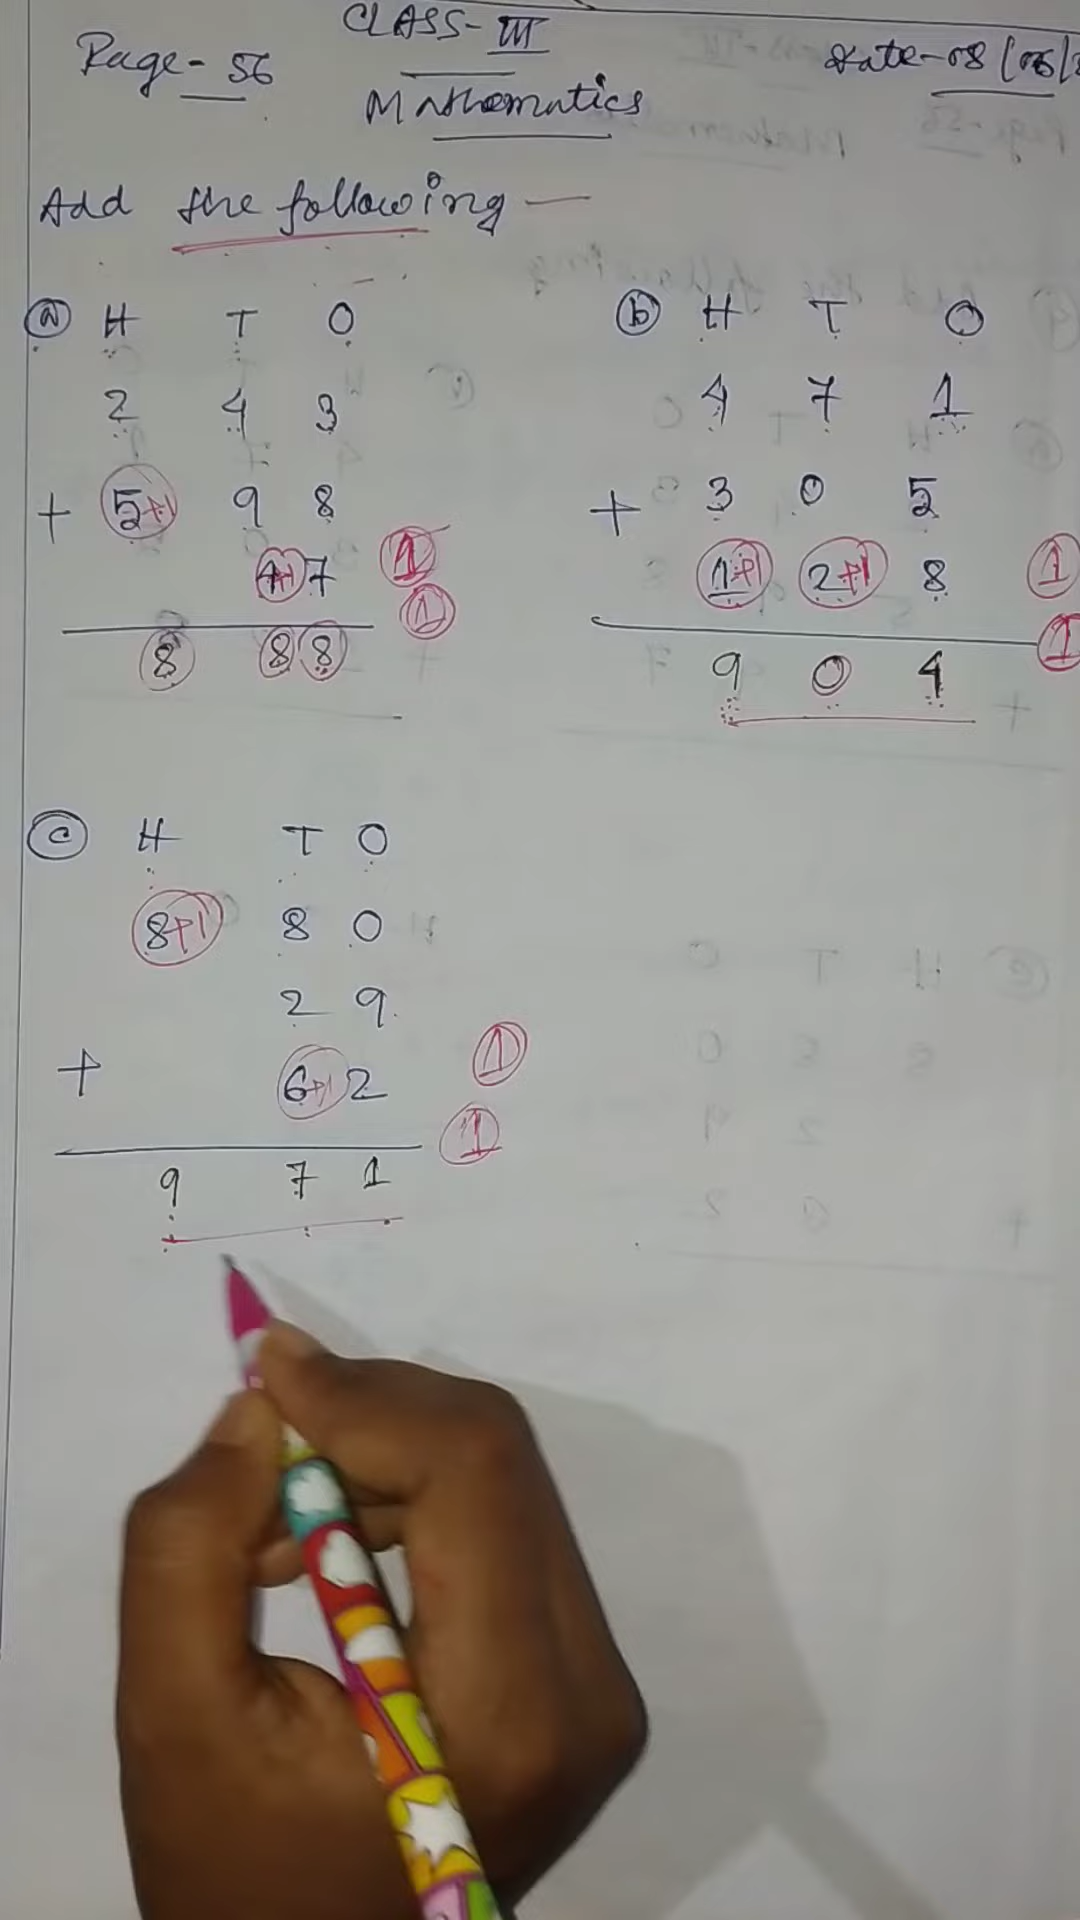 CLASS-III
Page-56
Date-08/05/2
Mathematics
Add the following —
(a) H T O
2 4 3
+ 5+1 9 8
4+1 7 1
1
8 8 8
(b) H T O
4 7 1
+ 3 0 5
1+1 2+1 8 1
1
9 0 4
(c) H T O
8+1 8 0
2 9
+ 6+1 2 1
1
9 7 1